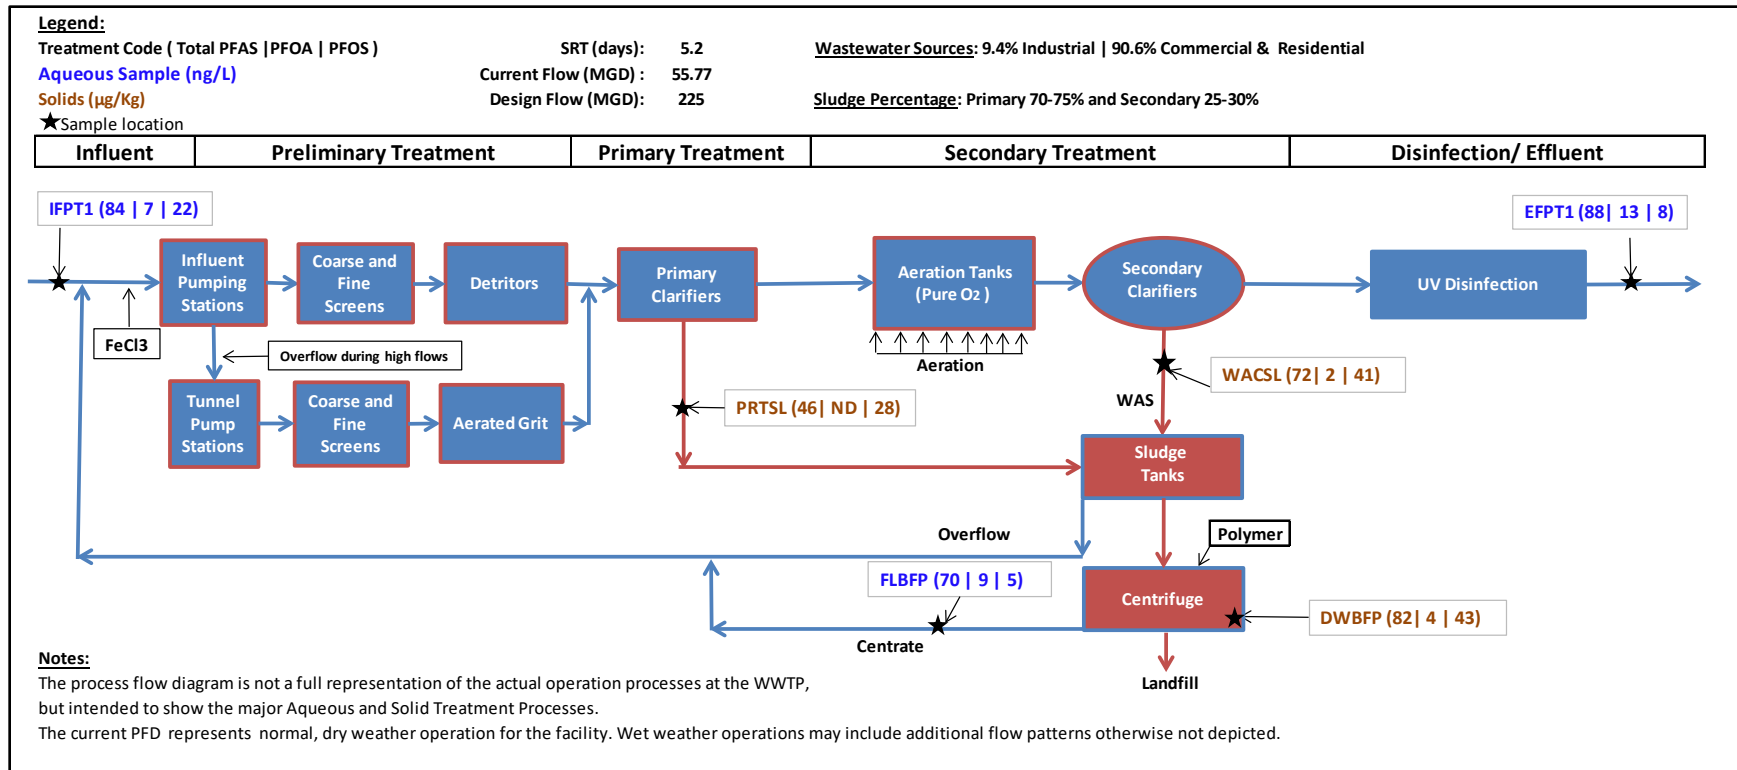 Legend:
Treatment Code ( Total PFAS |PFOA | PFOS ) SRT (days): 5.2 Wastewater Sources: 9.4% Industrial | 90.6% Commercial & Residential
Aqueous Sample (ng/L) Current Flow (MGD) : 55.77
Solids (µg/Kg) Design Flow (MGD): 225 Sludge Percentage: Primary 70-75% and Secondary 25-30%
★Sample location
Influent Preliminary Treatment Primary Treatment Secondary Treatment Disinfection/ Effluent
IFPT1 (84 | 7 | 22)
EFPT1 (88| 13 | 8)
Influent
Pumping
Stations
Coarse and
Fine
Screens
Detritors
Primary
Clarifiers
Aeration Tanks
(Pure O2 )
Secondary
Clarifiers
UV Disinfection
FeCl3
Overflow during high flows
Aeration
WACSL (72| 2 | 41)
WAS
Tunnel
Pump
Stations
Coarse and
Fine
Screens
Aerated Grit
PRTSL (46| ND | 28)
Sludge
Tanks
Overflow
Polymer
FLBFP (70 | 9 | 5)
Centrifuge
DWBFP (82| 4 | 43)
Centrate
Landfill
Notes:
The process flow diagram is not a full representation of the actual operation processes at the WWTP,
but intended to show the major Aqueous and Solid Treatment Processes.
The current PFD represents normal, dry weather operation for the facility. Wet weather operations may include additional flow patterns otherwise not depicted.